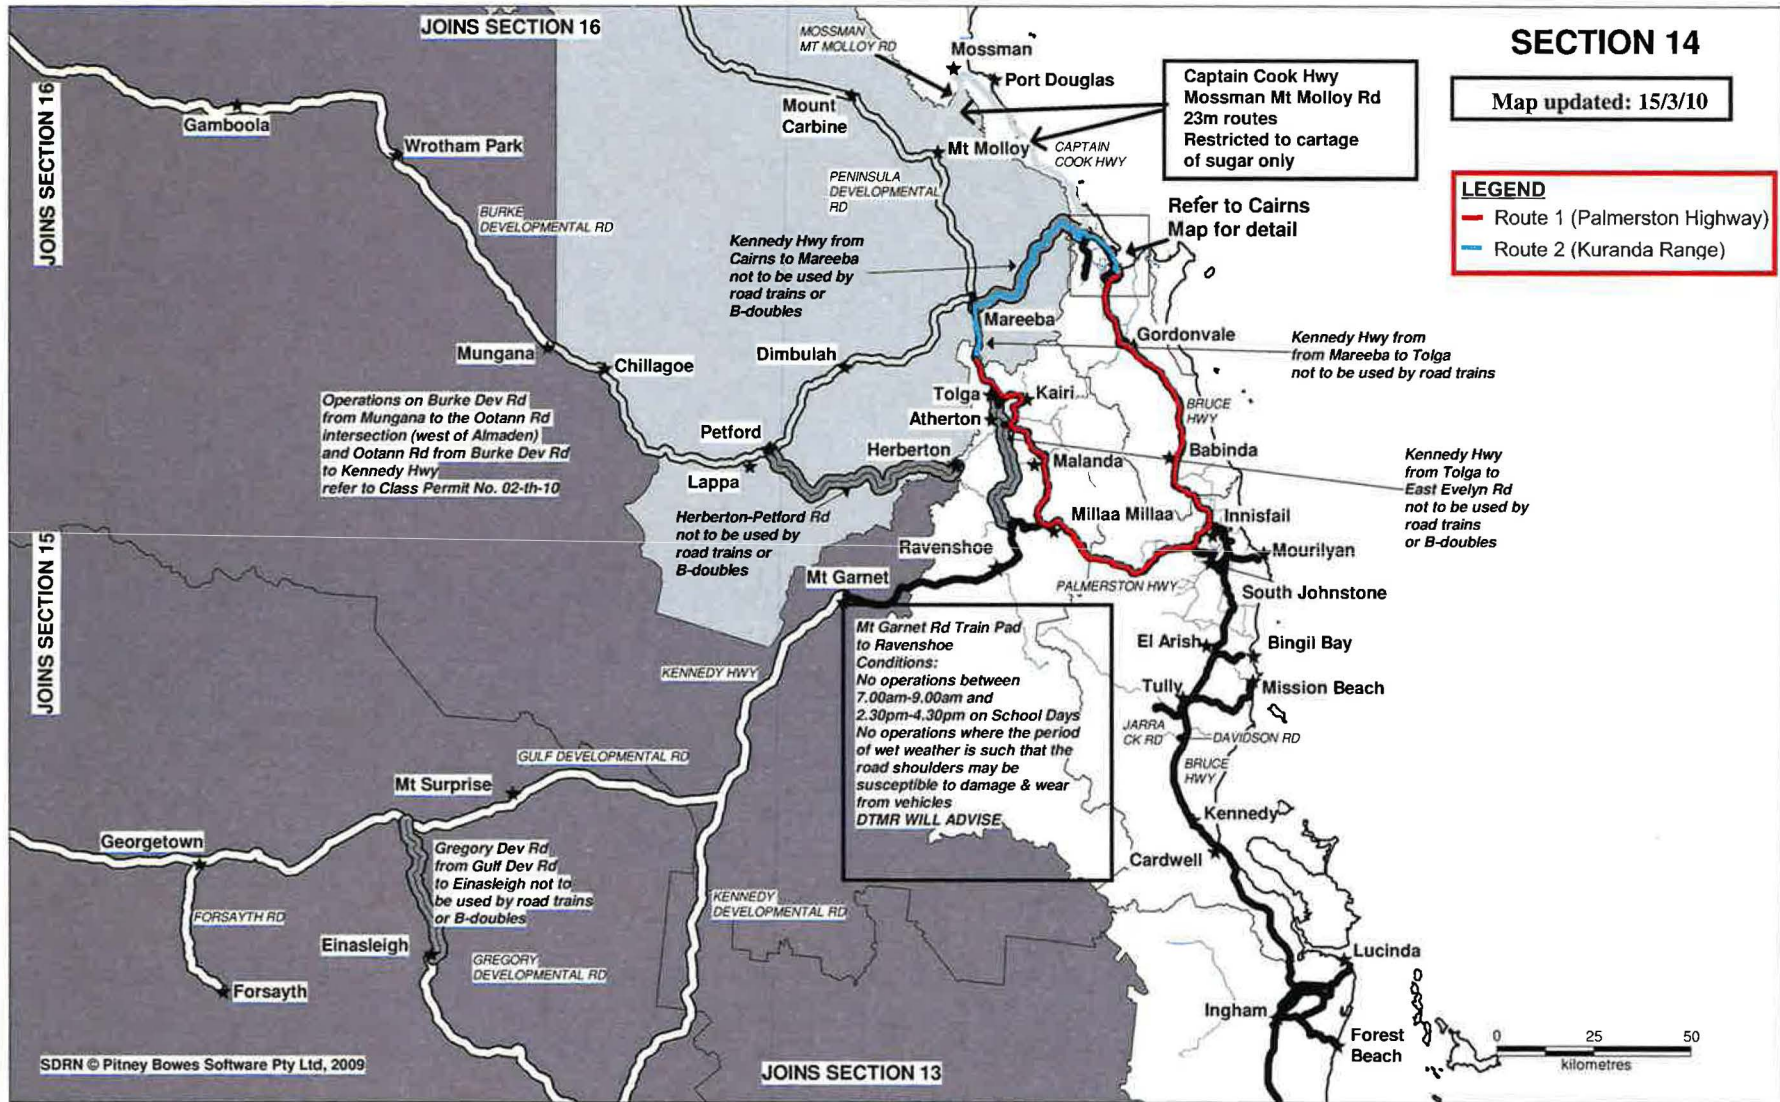 JOINS SECTION 16
SECTION 14
Map updated: 15/3/10
LEGEND
Route 1 (Palmerston Highway)
Route 2 (Kuranda Range)
MOSSMAN
MT MOLLOY RD
Mossman
Port Douglas
Captain Cook Hwy
Mossman Mt Molloy Rd
23m routes
Restricted to cartage
of sugar only
JOINS SECTION 16
Gamboola
Wrotham Park
Mount
Carbine
Mt Molloy
CAPTAIN
COOK HWY
PENINSULA
DEVELOPMENTAL
RD
BURKE
DEVELOPMENTAL RD
Refer to Cairns
Map for detail
Kennedy Hwy from
Cairns to Mareeba
not to be used by
road trains or
B-doubles
Mareeba
Gordonvale
Kennedy Hwy from
from Mareeba to Tolga
not to be used by road trains
Mungana
Chillagoe
Dimbulah
Tolga
Kairi
Atherton
BRUCE
HWY
Operations on Burke Dev Rd
from Mungana to the Ootann Rd
intersection (west of Almaden)
and Ootann Rd from Burke Dev Rd
to Kennedy Hwy
refer to Class Permit No. 02-th-10
Petford
Lappa
Herberton
Malanda
Babinda
Kennedy Hwy
from Tolga to
East Evelyn Rd
not to be used by
road trains
or B-doubles
Herberton-Petford Rd
not to be used by
road trains or
B-doubles
Millaa Millaa
Innisfail
Ravenshoe
Mourilyan
JOINS SECTION 15
Mt Garnet
PALMERSTON HWY
South Johnstone
Mt Garnet Rd Train Pad
to Ravenshoe
Conditions:
No operations between
7.00am-9.00am and
2.30pm-4.30pm on School Days
No operations where the period
of wet weather is such that the
road shoulders may be
susceptible to damage & wear
from vehicles
DTMR WILL ADVISE
El Arish
Bingil Bay
KENNEDY HWY
Tully
Mission Beach
JARRA
CK RD
DAVIDSON RD
BRUCE
HWY
GULF DEVELOPMENTAL RD
Mt Surprise
Kennedy
Georgetown
Cardwell
Gregory Dev Rd
from Gulf Dev Rd
to Einasleigh not to
be used by road trains
or B-doubles
FORSAYTH RD
KENNEDY
DEVELOPMENTAL RD
Einasleigh
GREGORY
DEVELOPMENTAL RD
Lucinda
Forsayth
Ingham
Forest
Beach
0 25 50
kilometres
SDRN © Pitney Bowes Software Pty Ltd, 2009
JOINS SECTION 13